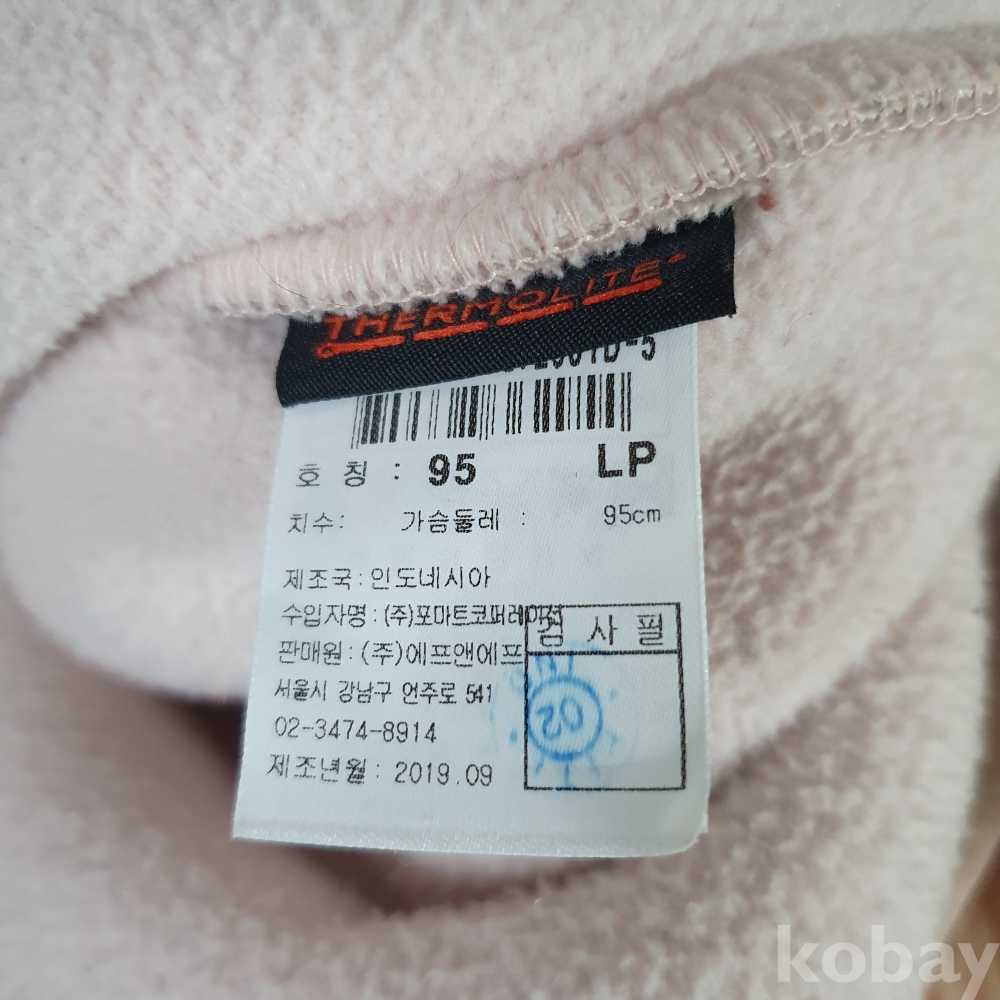 THERMOLITE
호 칭 : 95 LP
치수: 가슴둘레 : 95cm
제조국 : 인도네시아
수입자명 : (주)포마트코퍼레이션
판매원 : (주)에프앤에프
서울시 강남구 언주로 541
02-3474-8914
제조년월 : 2019.09
검 사 필
02
kobay